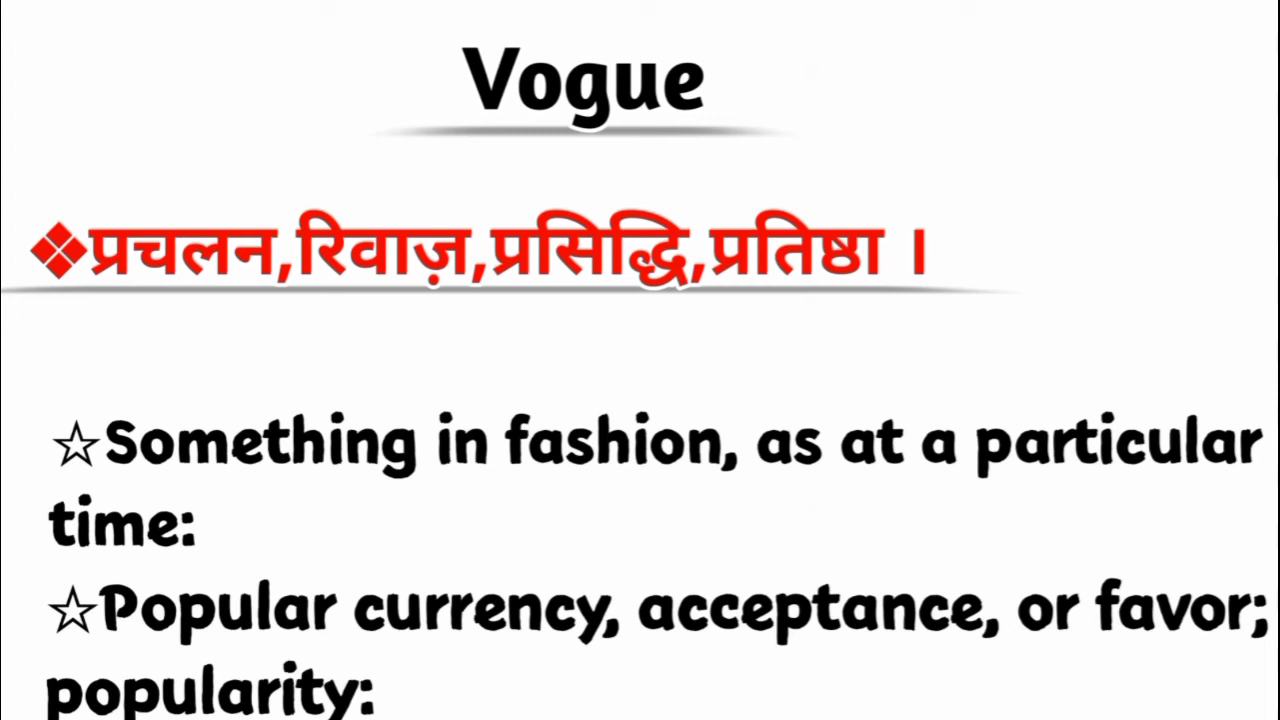 Vogue
❖प्रचलन,रिवाज़,प्रसिद्धि,प्रतिष्ठा ।
☆Something in fashion, as at a particular
time:
☆Popular currency, acceptance, or favor;
popularity: